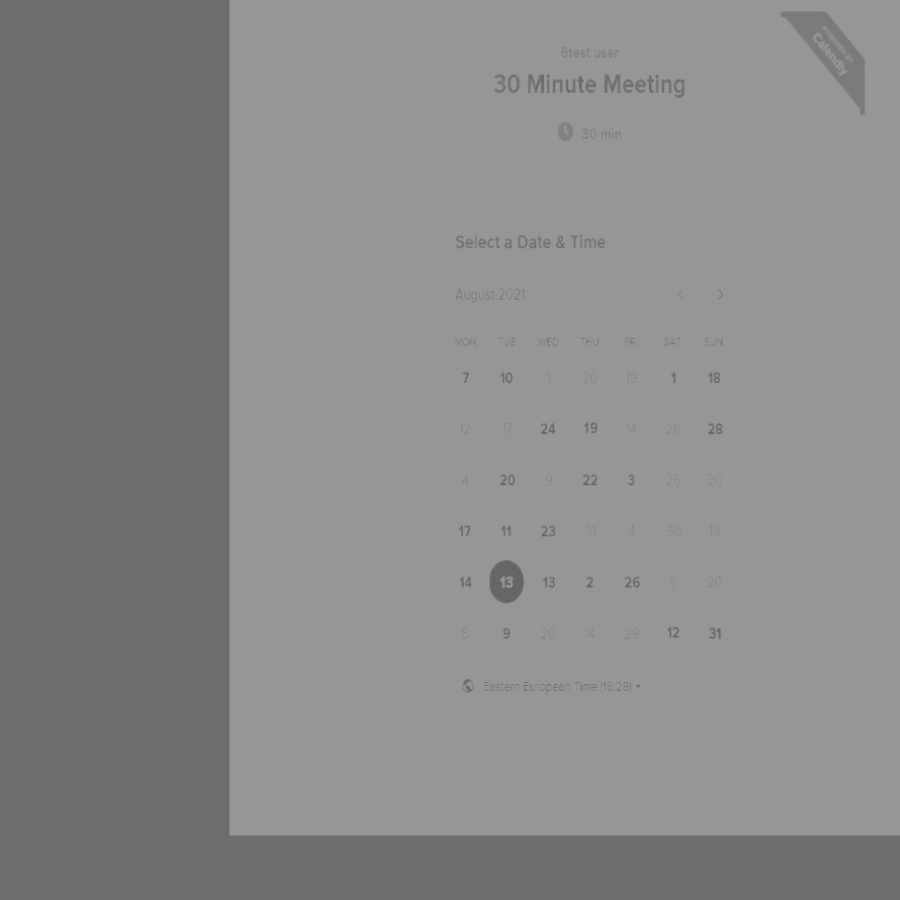 6test user
30 Minute Meeting
30 min
POWERED BY
Calendly
Select a Date & Time
August 2021
MON TUE WED THU FRI SAT SUN
7 10 1 20 19 1 18
12 17 24 19 14 26 28
4 20 9 22 3 26 20
17 11 23 31 4 30 13
14 13 13 2 26 8 20
5 9 20 14 29 12 31
Eastern European Time (16:28)